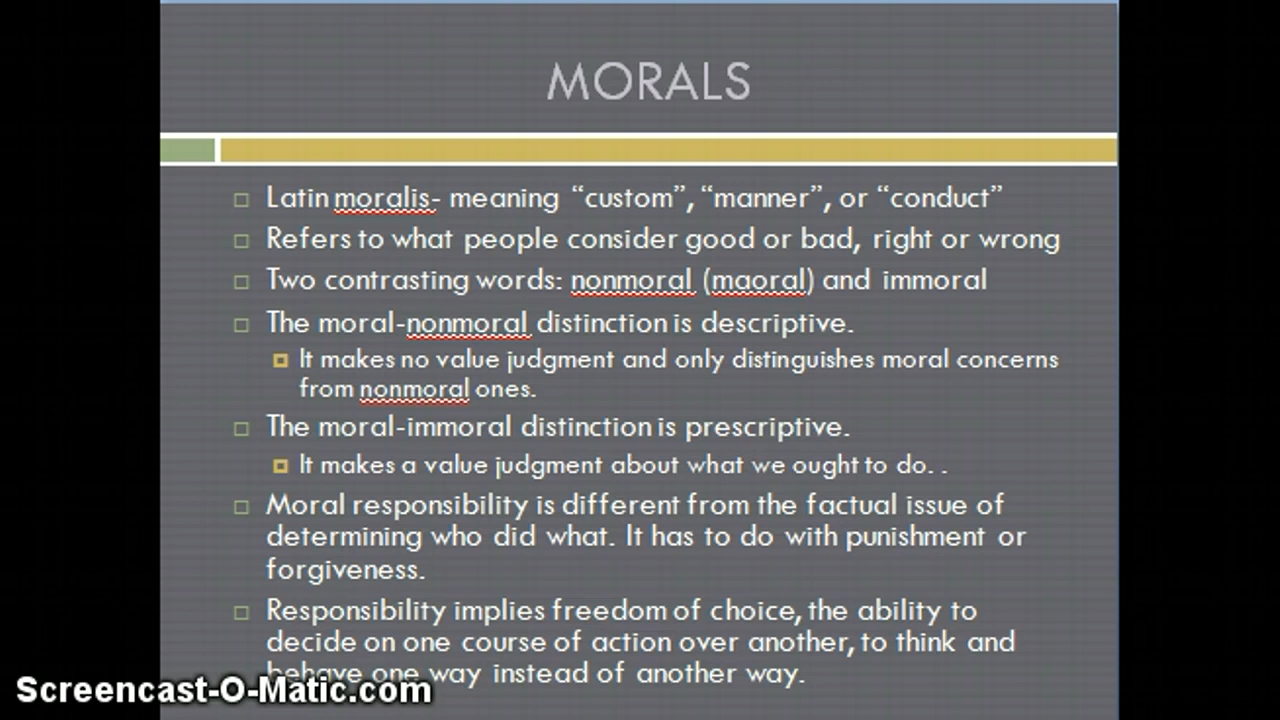 MORALS
Latin moralis- meaning “custom”, “manner”, or “conduct”
Refers to what people consider good or bad, right or wrong
Two contrasting words: nonmoral (maoral) and immoral
The moral-nonmoral distinction is descriptive.
It makes no value judgment and only distinguishes moral concerns
from nonmoral ones.
The moral-immoral distinction is prescriptive.
It makes a value judgment about what we ought to do. .
Moral responsibility is different from the factual issue of
determining who did what. It has to do with punishment or
forgiveness.
Responsibility implies freedom of choice, the ability to
decide on one course of action over another, to think and
behave one way instead of another way.
Screencast-O-Matic.com